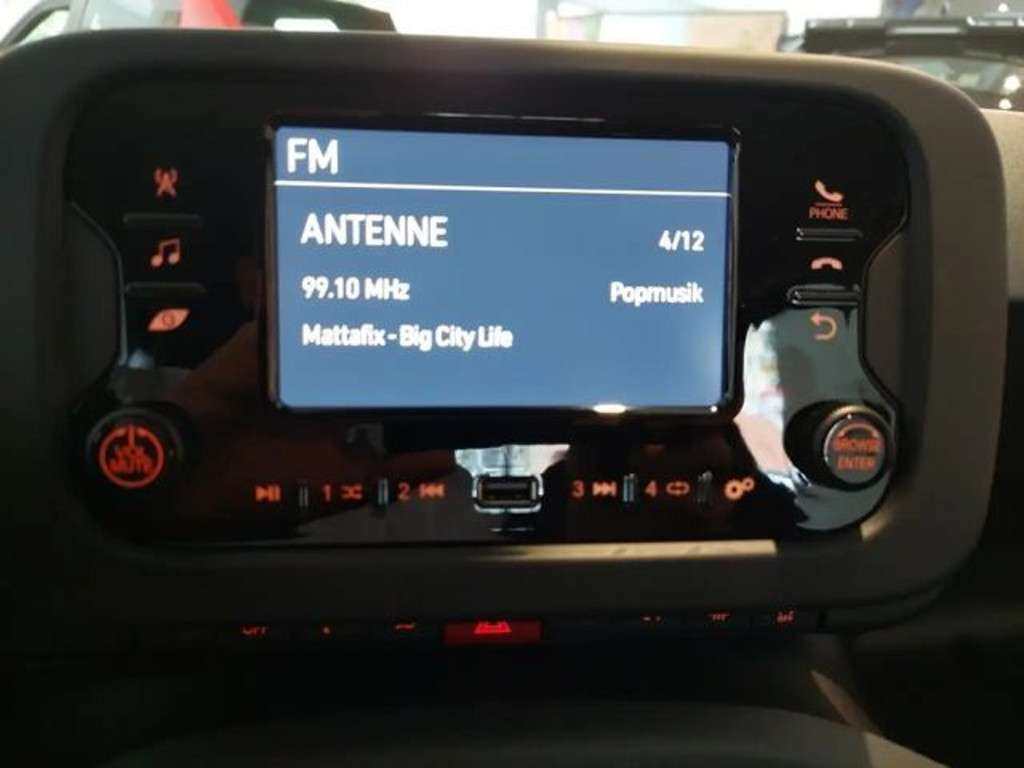 FM
ANTENNE 4/12
99.10 MHz Popmusik
Mattafix - Big City Life
PHONE
VOL
MUTE
BROWSE
ENTER
1 2 3 4
OFF